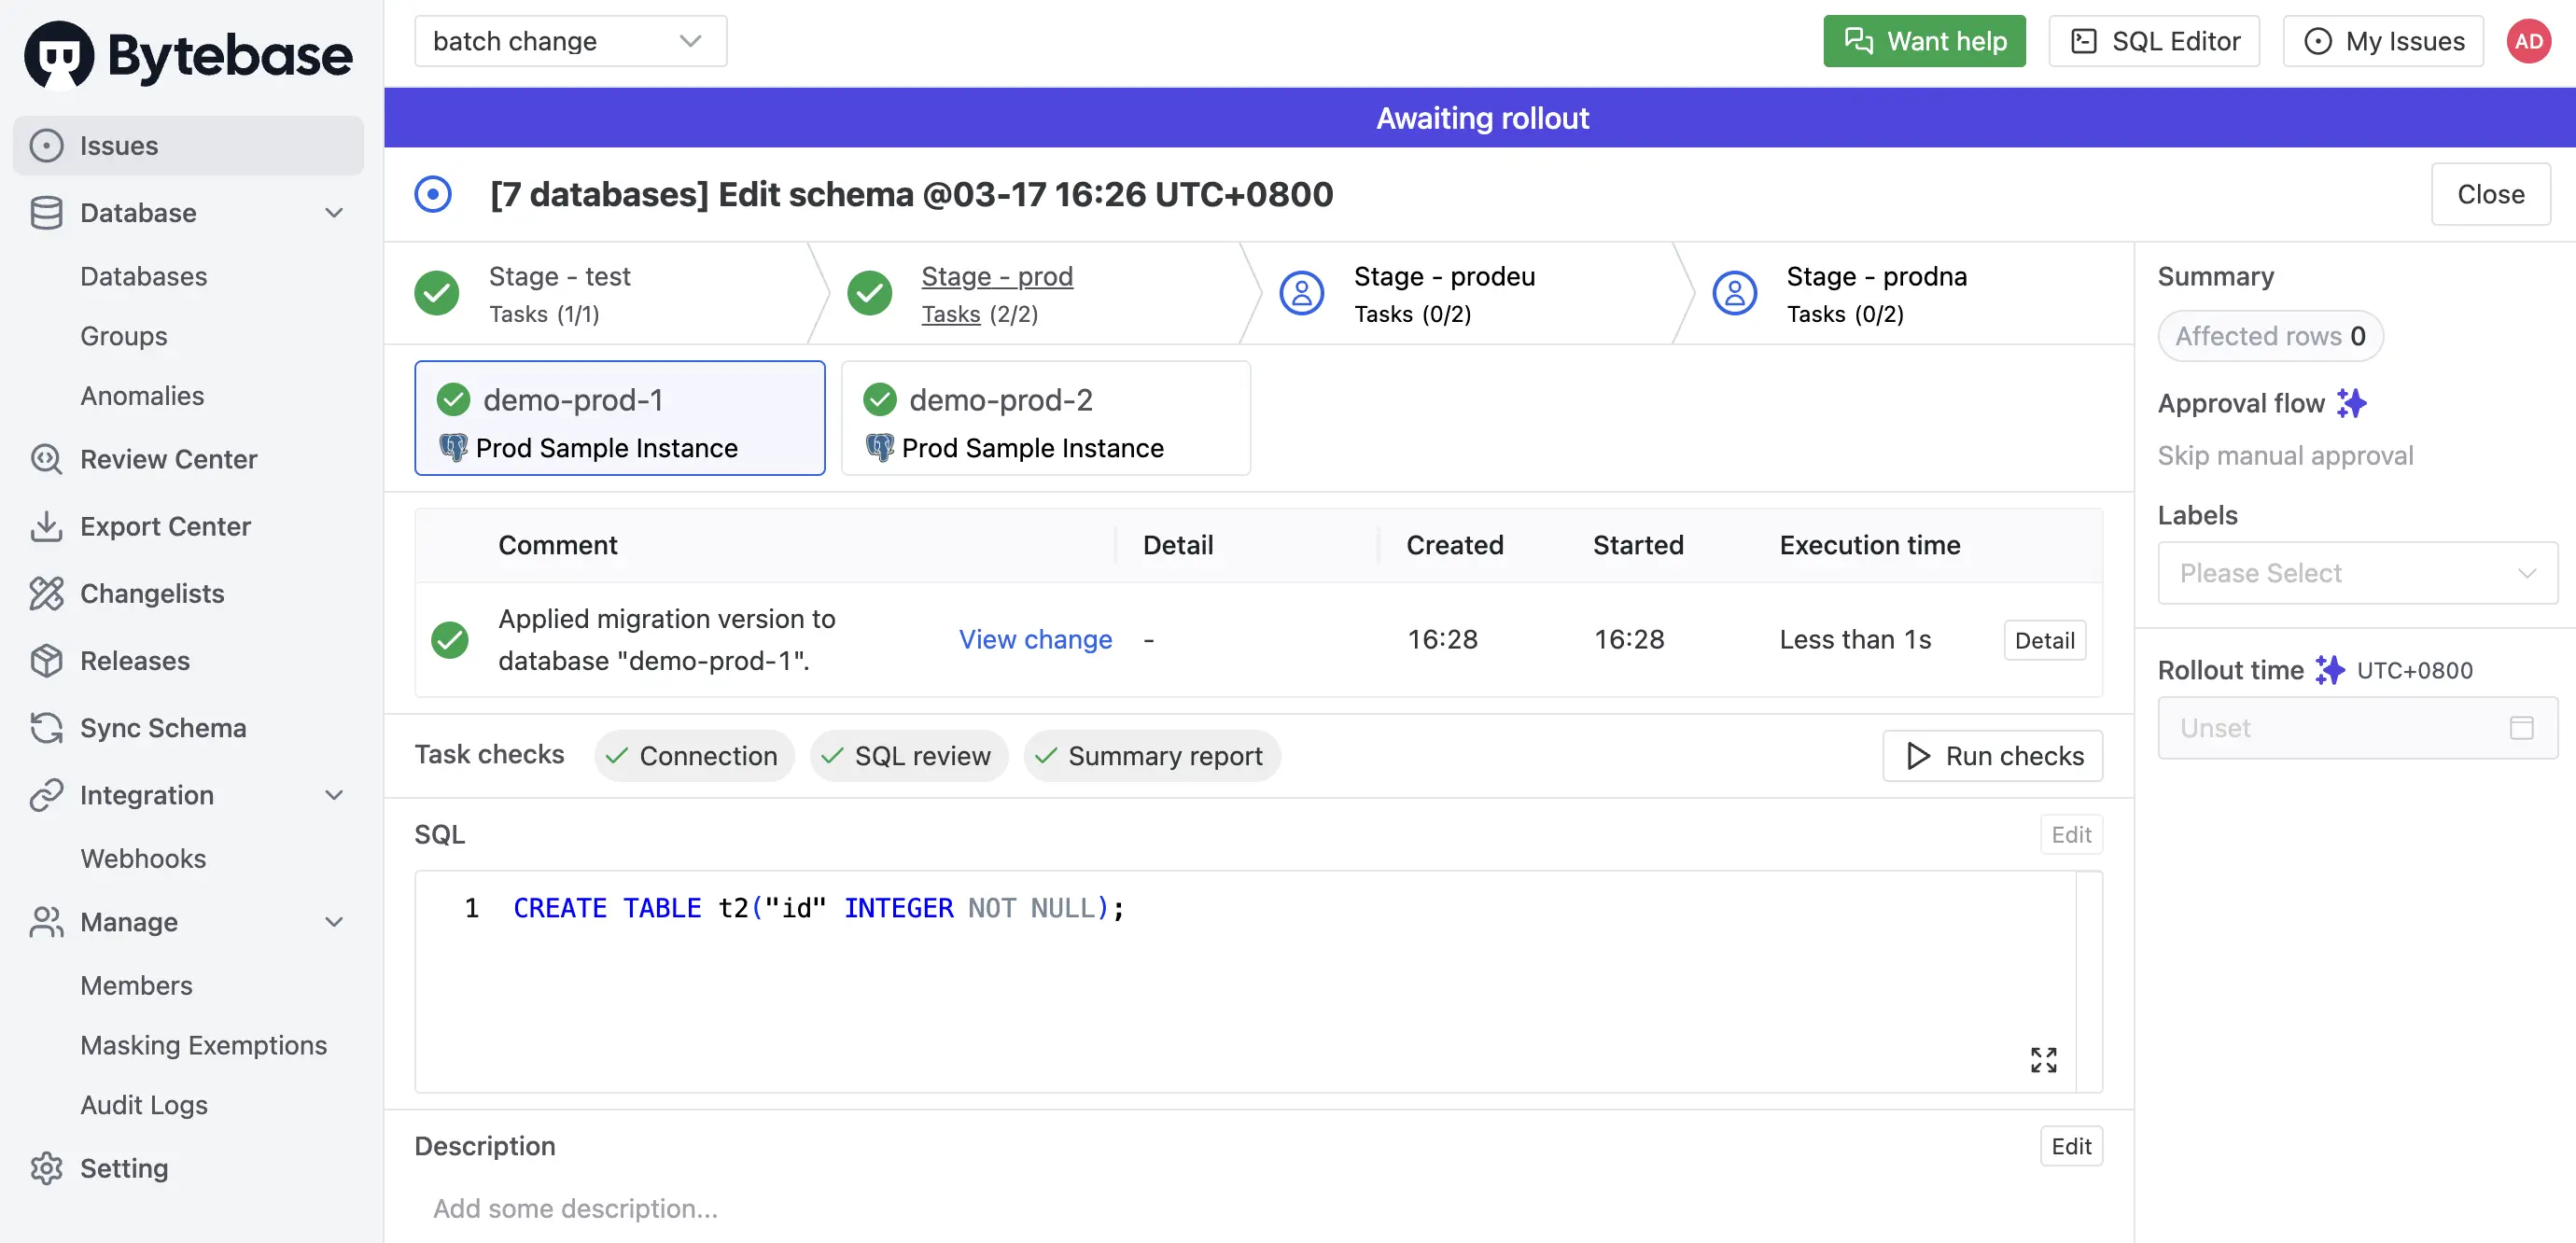 Bytebase
batch change
Want help
SQL Editor
My Issues
AD
Issues
Database
Databases
Groups
Anomalies
Review Center
Export Center
Changelists
Releases
Sync Schema
Integration
Webhooks
Manage
Members
Masking Exemptions
Audit Logs
Setting
Awaiting rollout
[7 databases] Edit schema @03-17 16:26 UTC+0800
Close
Stage - test
Tasks (1/1)
Stage - prod
Tasks (2/2)
Stage - prodeu
Tasks (0/2)
Stage - prodna
Tasks (0/2)
demo-prod-1
Prod Sample Instance
demo-prod-2
Prod Sample Instance
Comment Detail Created Started Execution time
Applied migration version to
database "demo-prod-1".
View change - 16:28 16:28 Less than 1s Detail
Task checks Connection SQL review Summary report Run checks
SQL Edit
1 CREATE TABLE t2("id" INTEGER NOT NULL);
Description Edit
Add some description...
Summary
Affected rows 0
Approval flow
Skip manual approval
Labels
Please Select
Rollout time UTC+0800
Unset